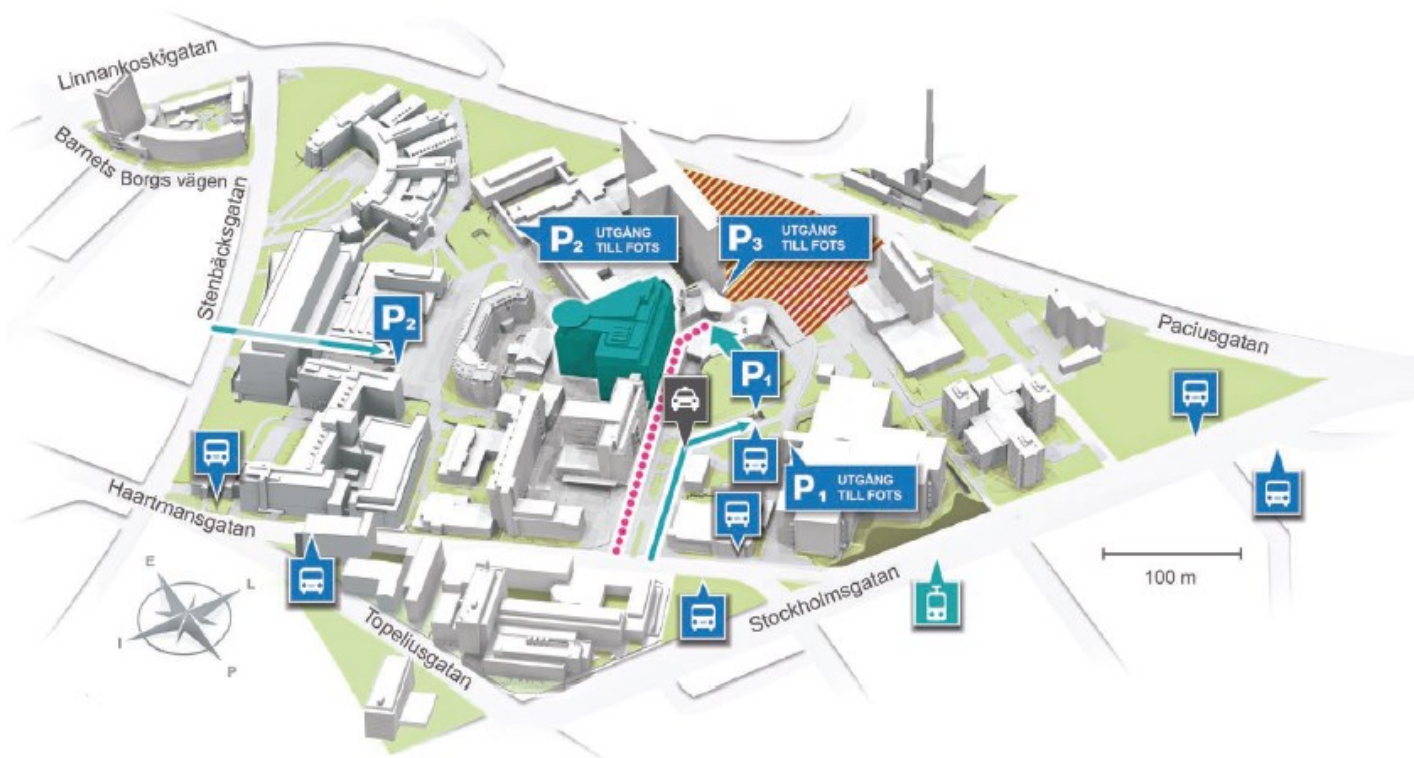 Linnankoskigatan
Barnets Borgs vägen
Stenbäcksgatan
P2 UTGÅNG
TILL FOTS
P3 UTGÅNG
TILL FOTS
P2
P1
Paciusgatan
P1 UTGÅNG
TILL FOTS
Haartmansgatan
Topeliusgatan
Stockholmsgatan
100 m
E
L
I
P